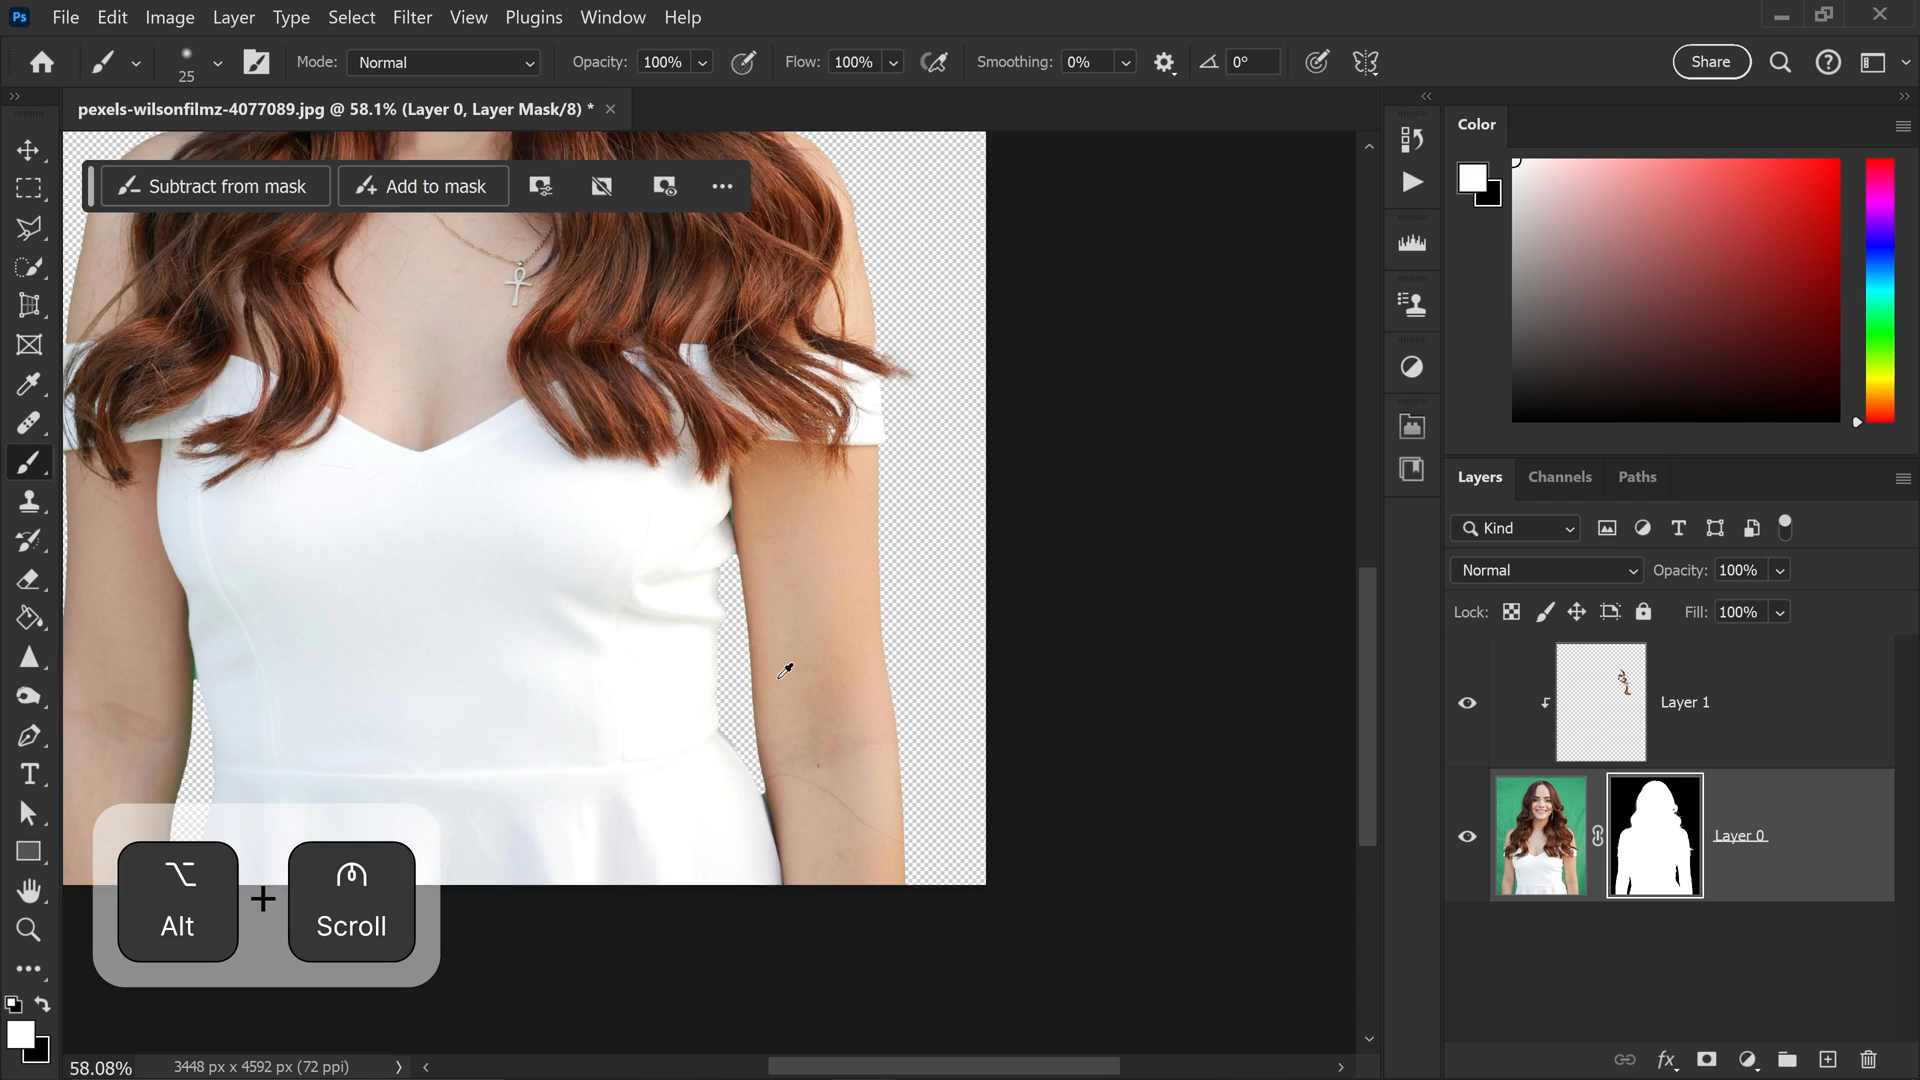 Ps File Edit Image Layer Type Select Filter View Plugins Window Help
25 Mode: Normal Opacity: 100% Flow: 100% Smoothing: 0% 0° Share
pexels-wilsonfilmz-4077089.jpg @ 58.1% (Layer 0, Layer Mask/8) *
Subtract from mask Add to mask
Color
Layers Channels Paths
Kind
Normal Opacity: 100%
Lock: Fill: 100%
Layer 1
Layer 0
Alt + Scroll
58.08% 3448 px x 4592 px (72 ppi)